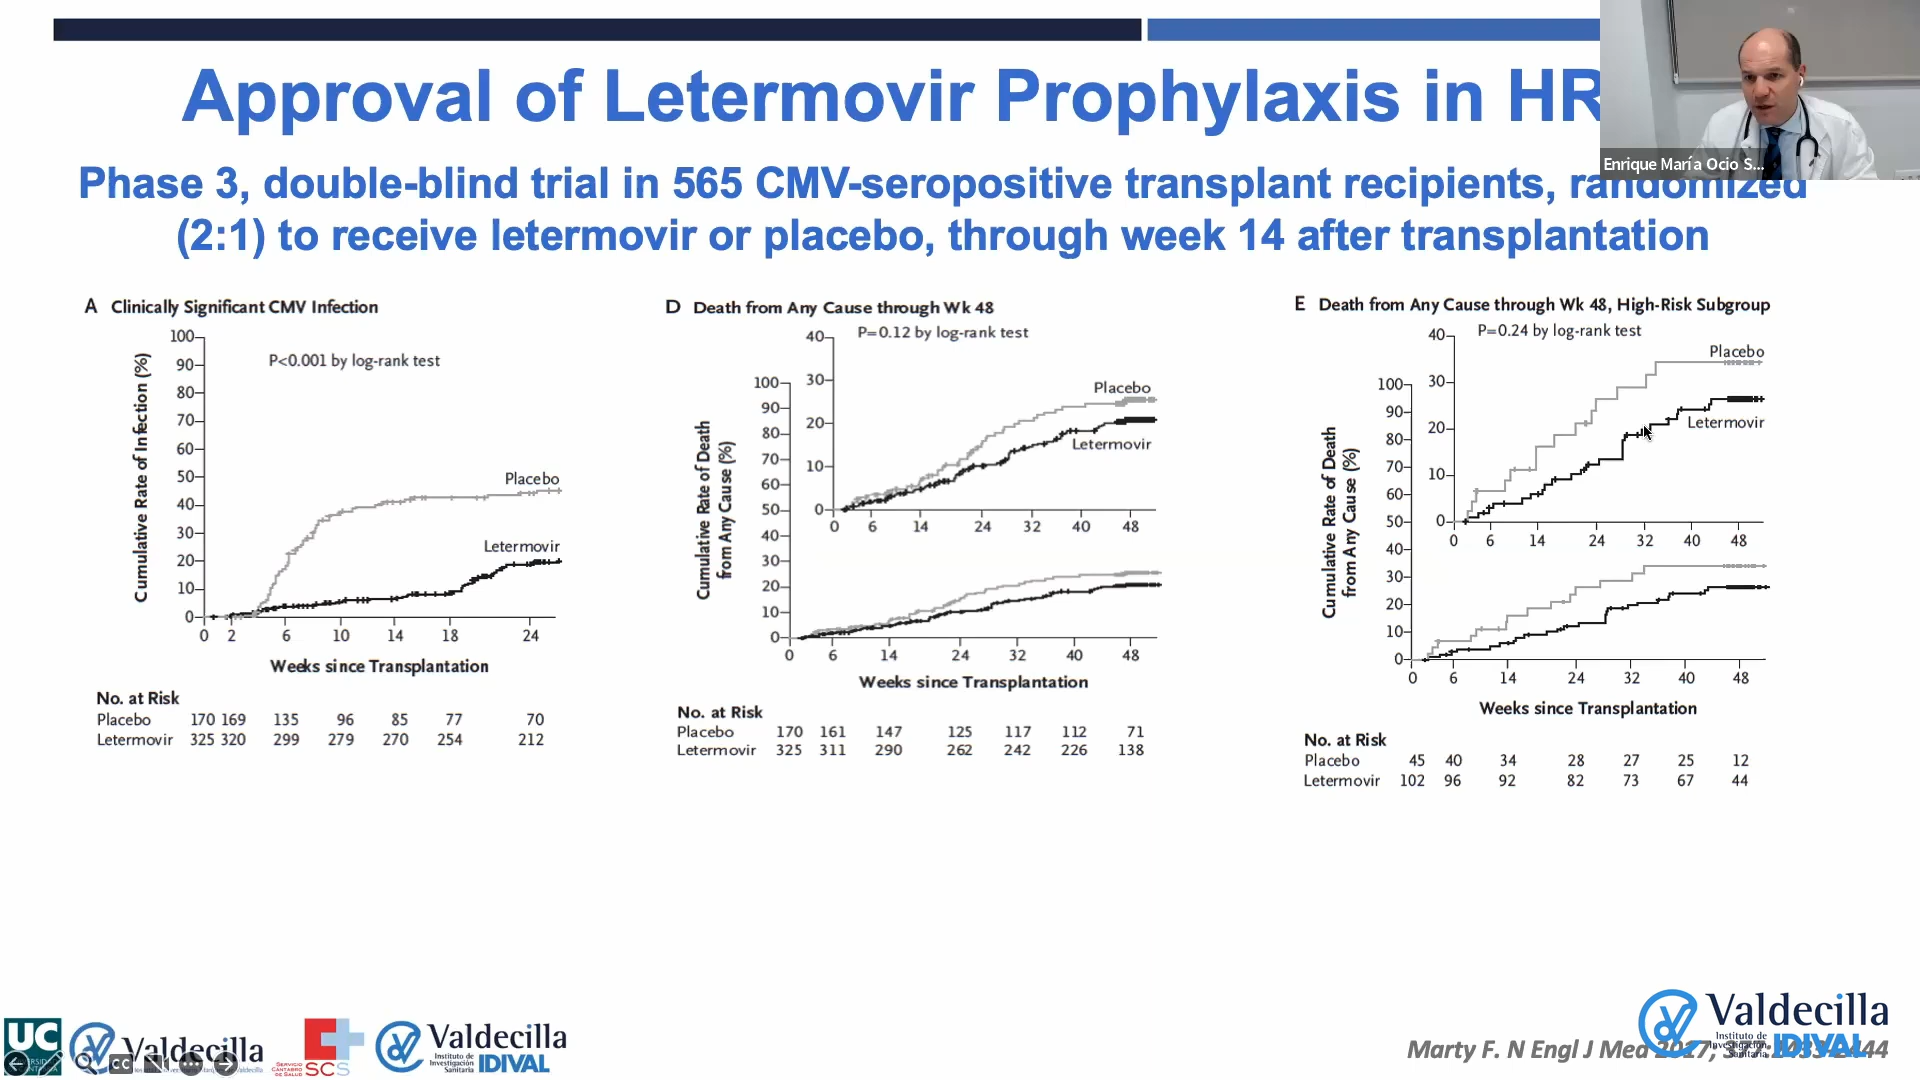 Approval of Letermovir Prophylaxis in HR
Enrique María Ocio S...
Phase 3, double-blind trial in 565 CMV-seropositive transplant recipients, randomized
(2:1) to receive letermovir or placebo, through week 14 after transplantation
A Clinically Significant CMV Infection
P<0.001 by log-rank test
Cumulative Rate of Infection (%)
100
90
80
70
60
50
40
30
20
10
0
Placebo
Letermovir
0 2 6 10 14 18 24
Weeks since Transplantation
No. at Risk
Placebo 170 169 135 96 85 77 70
Letermovir 325 320 299 279 270 254 212
D Death from Any Cause through Wk 48
P=0.12 by log-rank test
40
30
20
10
0
Placebo
Letermovir
0 6 14 24 32 40 48
Cumulative Rate of Death
from Any Cause (%)
100
90
80
70
60
50
40
30
20
10
0
0 6 14 24 32 40 48
Weeks since Transplantation
No. at Risk
Placebo 170 161 147 125 117 112 71
Letermovir 325 311 290 262 242 226 138
E Death from Any Cause through Wk 48, High-Risk Subgroup
P=0.24 by log-rank test
40
30
20
10
0
Placebo
Letermovir
0 6 14 24 32 40 48
Cumulative Rate of Death
from Any Cause (%)
100
90
80
70
60
50
40
30
20
10
0
0 6 14 24 32 40 48
Weeks since Transplantation
No. at Risk
Placebo 45 40 34 28 27 25 12
Letermovir 102 96 92 82 73 67 44
UC
Valdecilla
CC
SERVICIO
CÁNTABRO
DE SALUD
SCS
Valdecilla
Instituto de
Investigación
Sanitaria
IDIVAL
Valdecilla
Instituto de
Investigación
Sanitaria
IDIVAL
Marty F. N Engl J Med 2017;